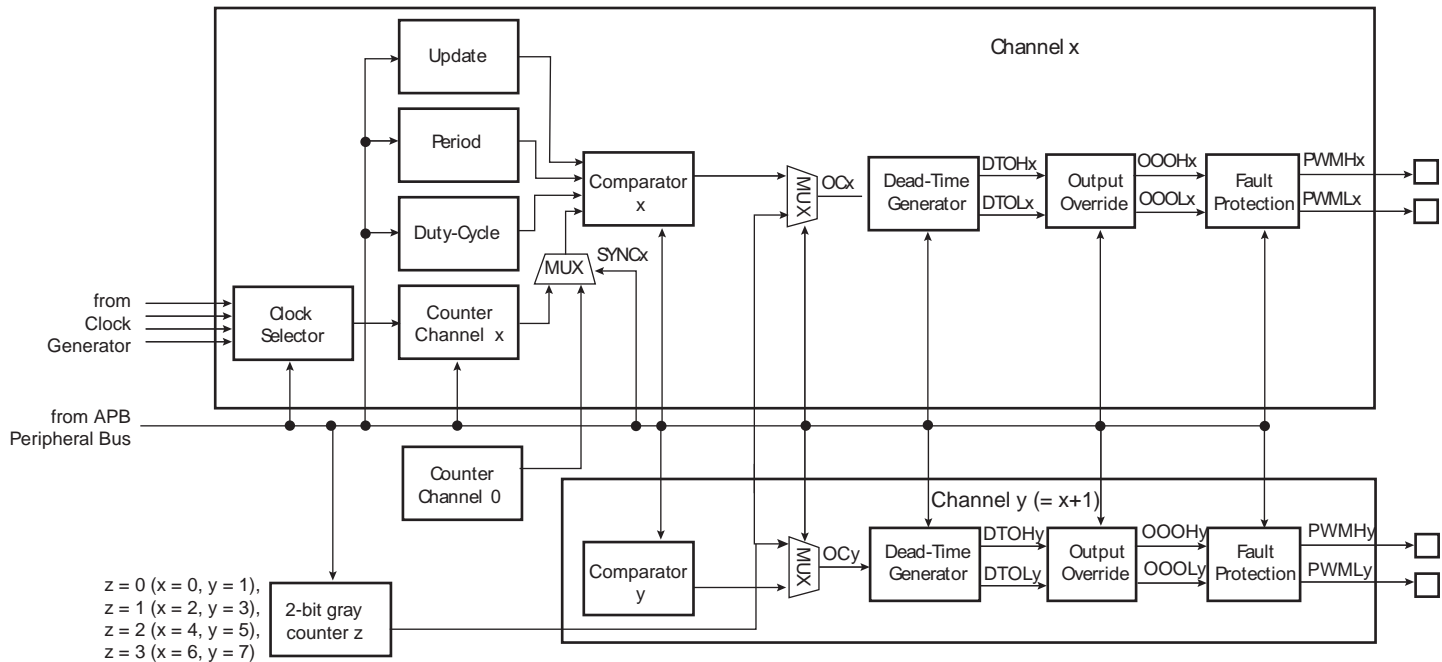 Channel x
Update
Period
Comparator
x
Duty-Cycle
MUX
SYNCx
MUX
OCx
Dead-Time
Generator
DTOHx
DTOLx
Output
Override
OOOHx
OOOLx
Fault
Protection
PWMHx
PWMLx
from
Clock
Generator
Clock
Selector
Counter
Channel x
from APB
Peripheral Bus
Counter
Channel 0
Channel y (= x+1)
Comparator
y
MUX
OCy
Dead-Time
Generator
DTOHy
DTOLy
Output
Override
OOOHy
OOOLy
Fault
Protection
PWMHy
PWMLy
z = 0 (x = 0, y = 1),
z = 1 (x = 2, y = 3),
z = 2 (x = 4, y = 5),
z = 3 (x = 6, y = 7)
2-bit gray
counter z